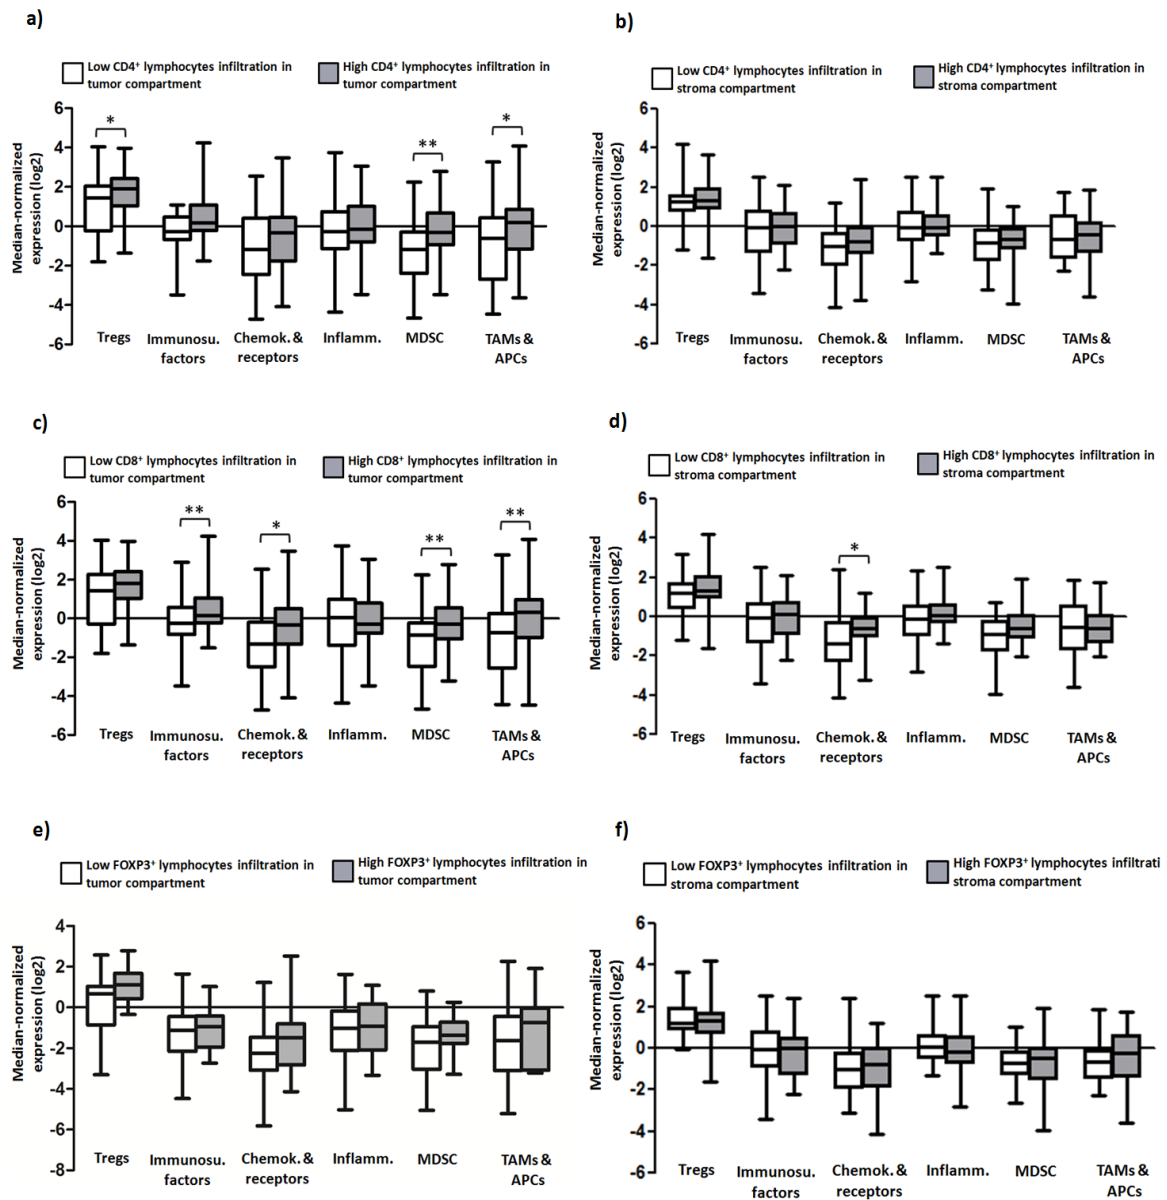 a)
Low CD4⁺ lymphocytes infiltration in
tumor compartment
High CD4⁺ lymphocytes infiltration in
tumor compartment
Median-normalized
expression (log2)
6
4
2
0
-2
-4
-6
*
**
*
Tregs
Immunosu.
factors
Chemok. &
receptors
Inflamm.
MDSC
TAMs &
APCs
b)
Low CD4⁺ lymphocytes infiltration in
stroma compartment
High CD4⁺ lymphocytes infiltration in
stroma compartment
Median-normalized
expression (log2)
6
4
2
0
-2
-4
-6
Tregs
Immunosu.
factors
Chemok. &
receptors
Inflamm.
MDSC
TAMs &
APCs
c)
Low CD8⁺ lymphocytes infiltration in
tumor compartment
High CD8⁺ lymphocytes infiltration in
tumor compartment
Median-normalized
expression (log2)
6
4
2
0
-2
-4
-6
**
*
**
**
Tregs
Immunosu.
factors
Chemok. &
receptors
Inflamm.
MDSC
TAMs &
APCs
d)
Low CD8⁺ lymphocytes infiltration in
stroma compartment
High CD8⁺ lymphocytes infiltration in
stroma compartment
Median-normalized
expression (log2)
6
4
2
0
-2
-4
-6
*
Tregs
Immunosu.
factors
Chemok. &
receptors
Inflamm.
MDSC
TAMs &
APCs
e)
Low FOXP3⁺ lymphocytes infiltration in
tumor compartment
High FOXP3⁺ lymphocytes infiltration in
tumor compartment
Median-normalized
expression (log2)
4
2
0
-2
-4
-6
-8
Tregs
Immunosu.
factors
Chemok. &
receptors
Inflamm.
MDSC
TAMs &
APCs
f)
Low FOXP3⁺ lymphocytes infiltration in
stroma compartment
High FOXP3⁺ lymphocytes infiltrati
stroma compartment
Median-normalized
expression (log2)
6
4
2
0
-2
-4
-6
Tregs
Immunosu.
factors
Chemok. &
receptors
Inflamm.
MDSC
TAMs &
APCs